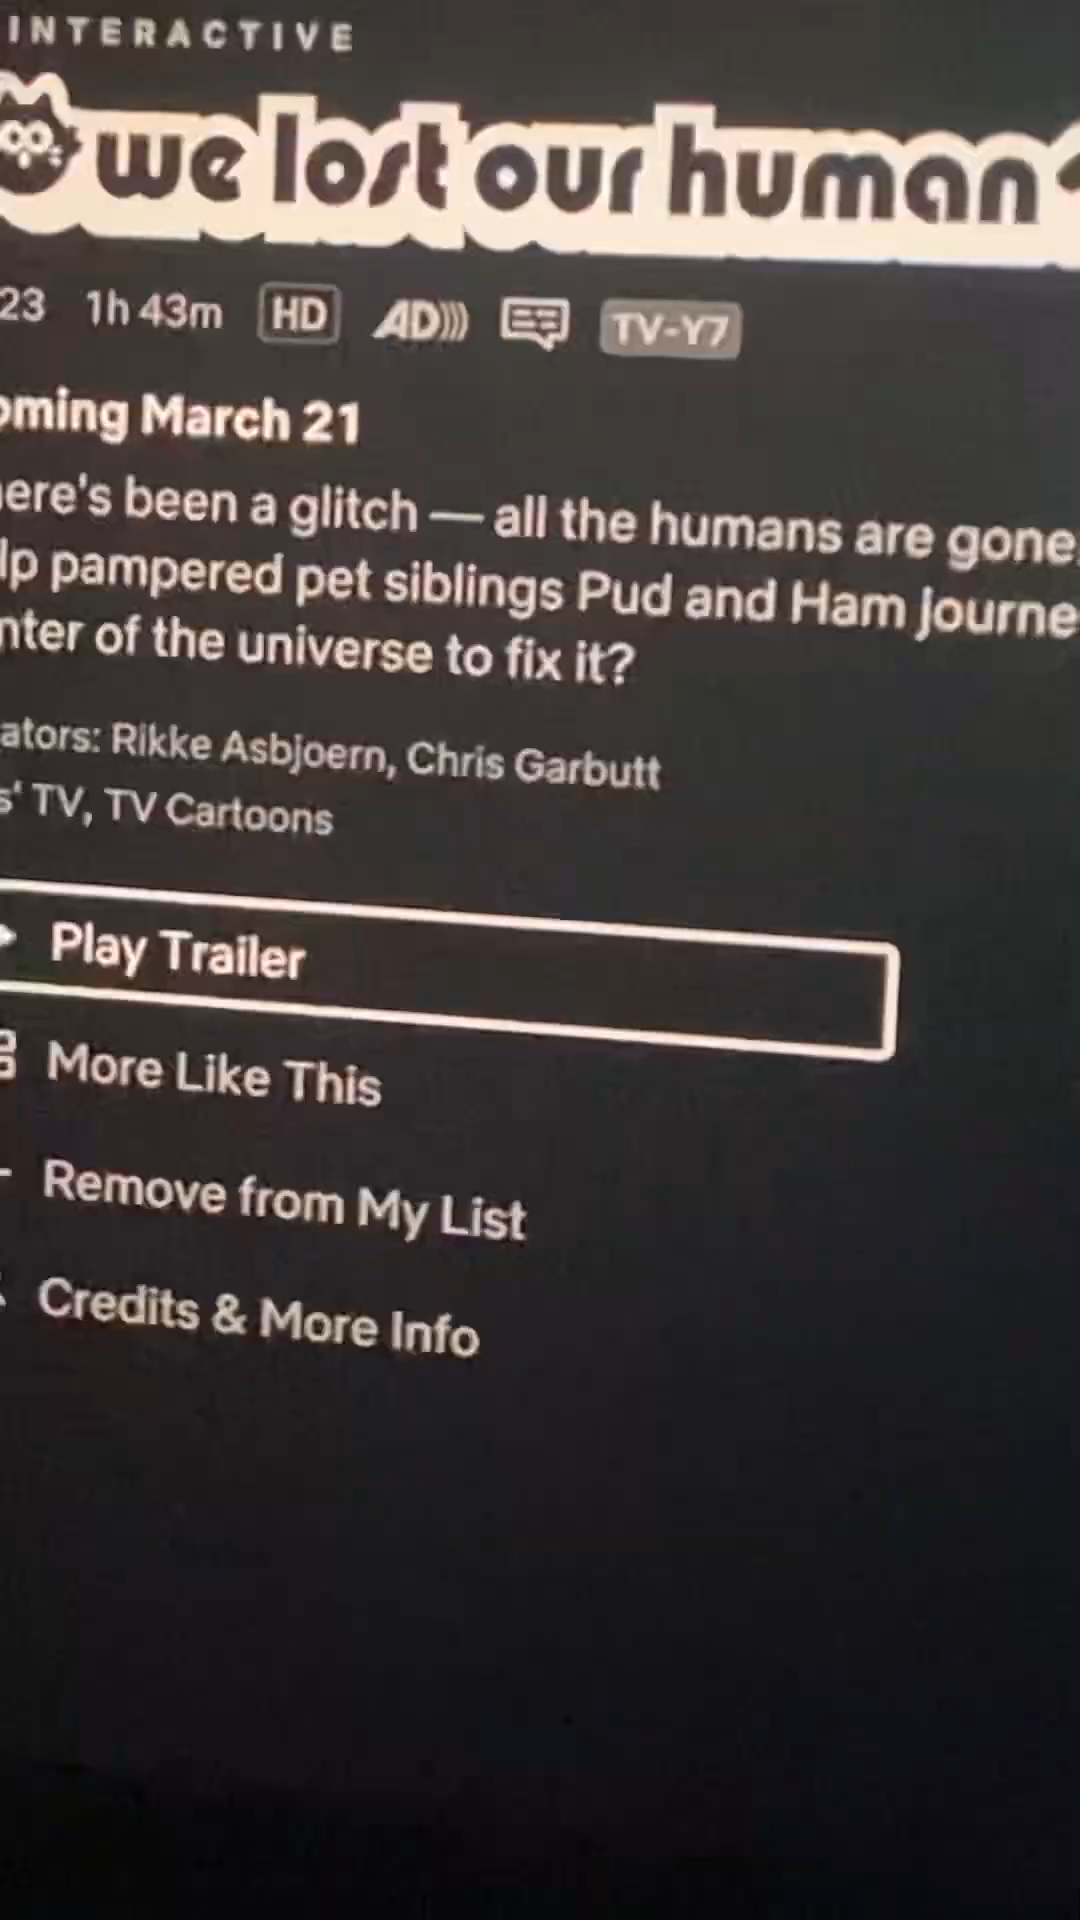 INTERACTIVE
we lost our human
23 1h 43m HD AD))) TV-Y7
oming March 21
ere's been a glitch — all the humans are gone.
lp pampered pet siblings Pud and Ham journe
nter of the universe to fix it?
ators: Rikke Asbjoern, Chris Garbutt
s' TV, TV Cartoons
Play Trailer
More Like This
Remove from My List
Credits & More Info